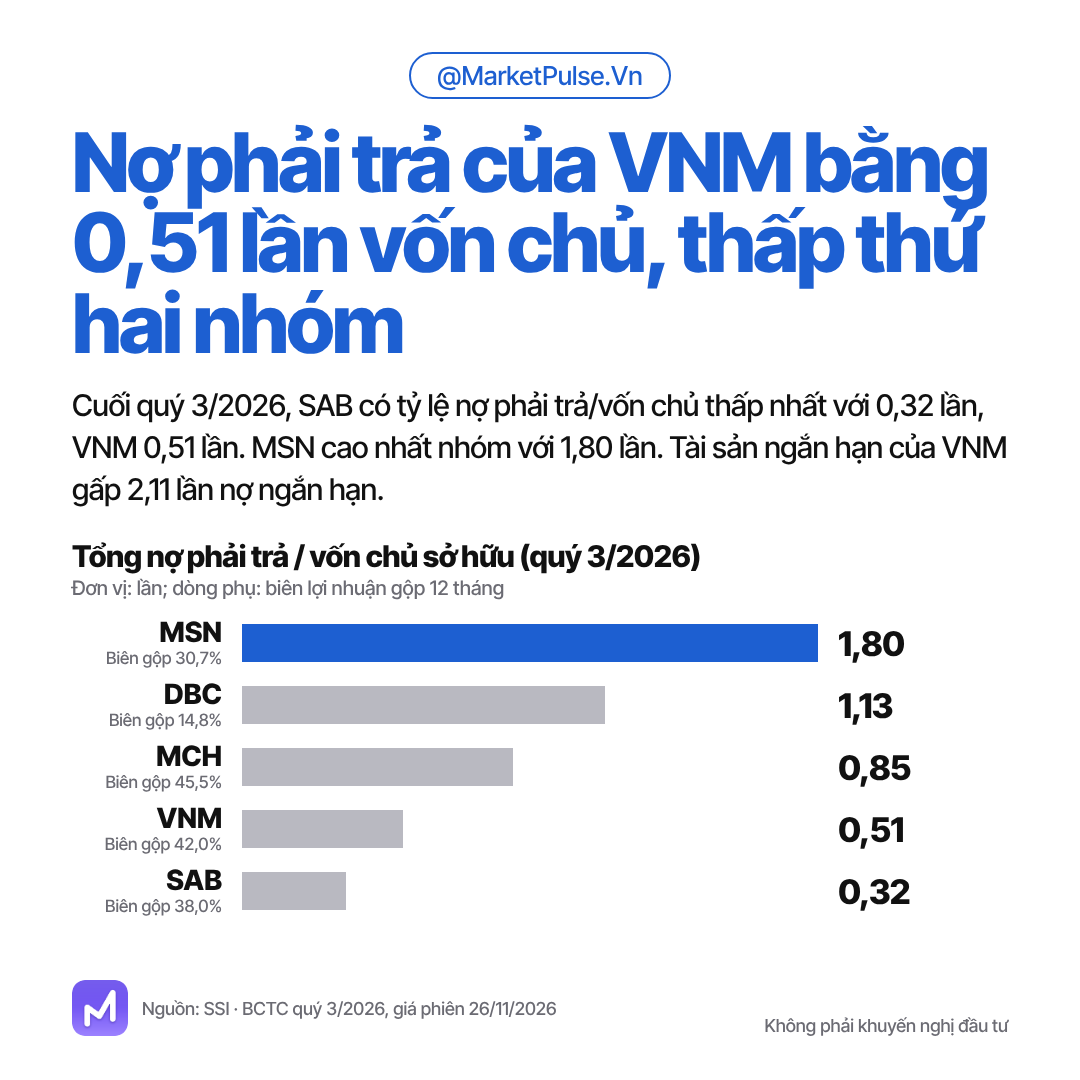 @MarketPulse.Vn
Nợ phải trả của VNM bằng
0,51 lần vốn chủ, thấp thứ
hai nhóm
Cuối quý 3/2026, SAB có tỷ lệ nợ phải trả/vốn chủ thấp nhất với 0,32 lần,
VNM 0,51 lần. MSN cao nhất nhóm với 1,80 lần. Tài sản ngắn hạn của VNM
gấp 2,11 lần nợ ngắn hạn.
Tổng nợ phải trả / vốn chủ sở hữu (quý 3/2026)
Đơn vị: lần; dòng phụ: biên lợi nhuận gộp 12 tháng
MSN
Biên gộp 30,7%
1,80
DBC
Biên gộp 14,8%
1,13
MCH
Biên gộp 45,5%
0,85
VNM
Biên gộp 42,0%
0,51
SAB
Biên gộp 38,0%
0,32
Nguồn: SSI · BCTC quý 3/2026, giá phiên 26/11/2026
Không phải khuyến nghị đầu tư